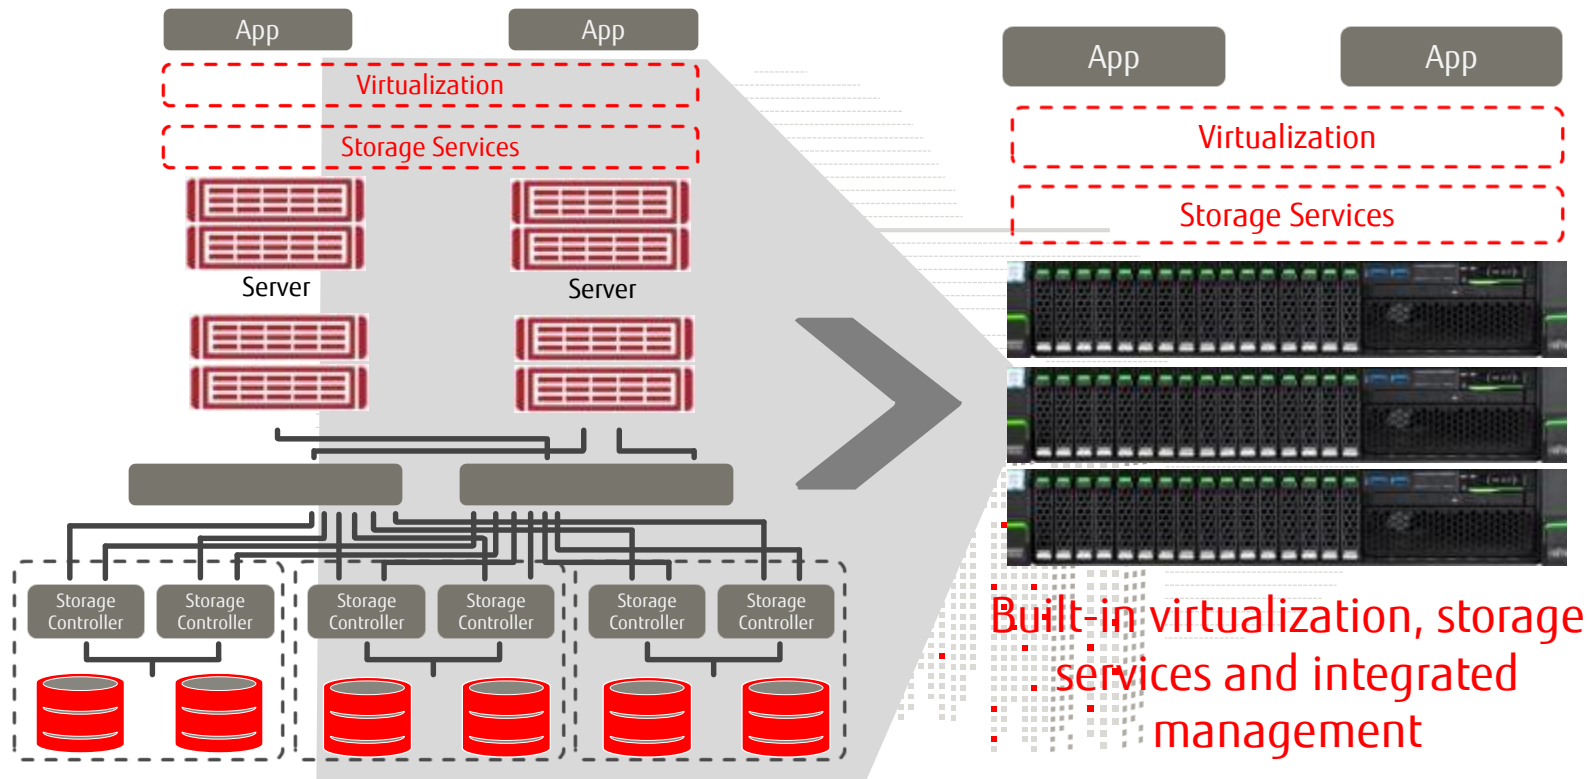 App
App
Virtualization
Storage Services
Server
Server
Storage
Controller
Storage
Controller
Storage
Controller
Storage
Controller
Storage
Controller
Storage
Controller
App
App
Virtualization
Storage Services
Built-in virtualization, storage
services and integrated
management